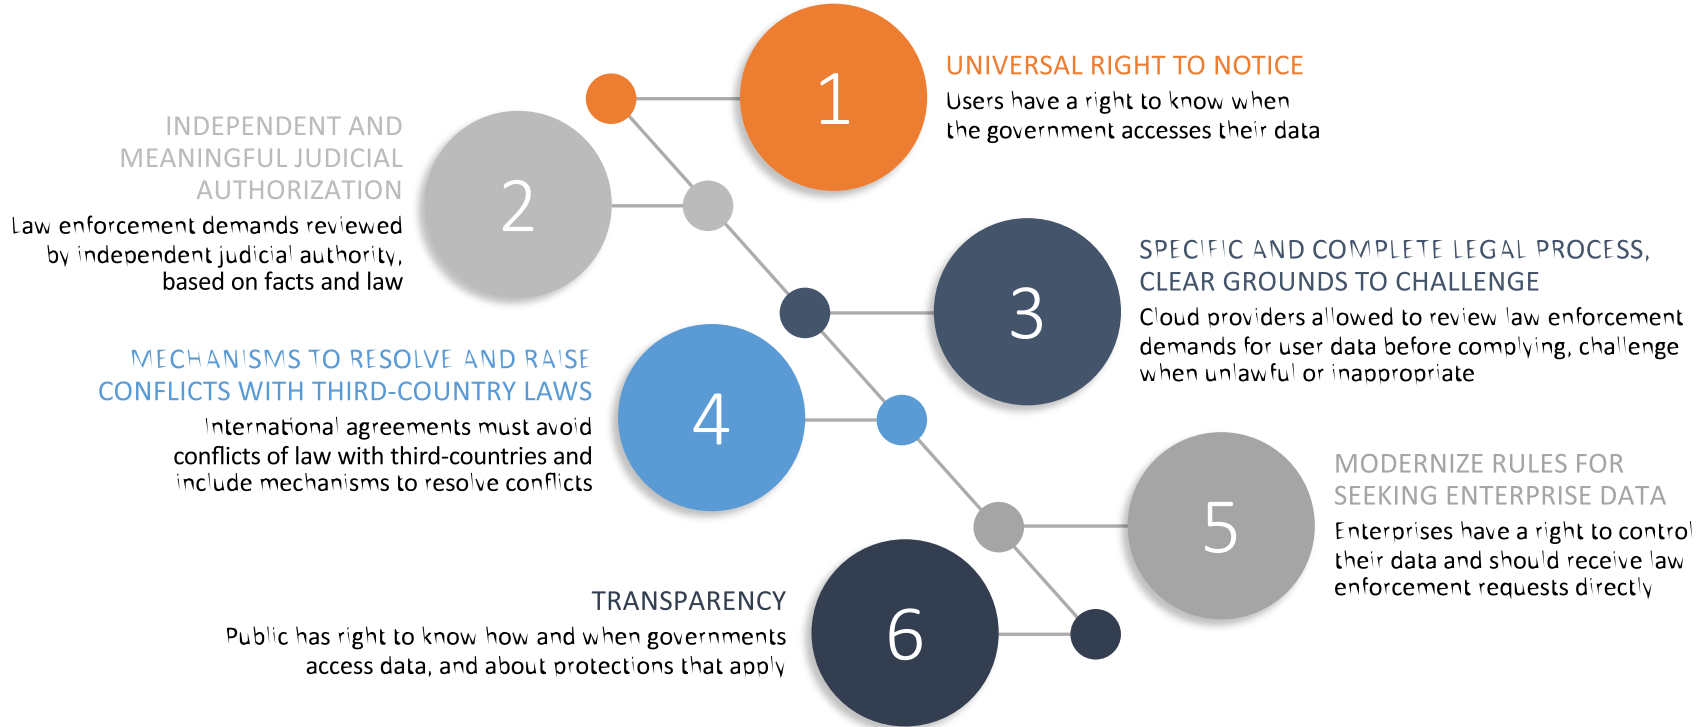 1
UNIVERSAL RIGHT TO NOTICE
Users have a right to know when
the government accesses their data
2
INDEPENDENT AND
MEANINGFUL JUDICIAL
AUTHORIZATION
Law enforcement demands reviewed
by independent judicial authority,
based on facts and law
3
SPECIFIC AND COMPLETE LEGAL PROCESS,
CLEAR GROUNDS TO CHALLENGE
Cloud providers allowed to review law enforcement
demands for user data before complying, challenge
when unlawful or inappropriate
4
MECHANISMS TO RESOLVE AND RAISE
CONFLICTS WITH THIRD-COUNTRY LAWS
International agreements must avoid
conflicts of law with third-countries and
include mechanisms to resolve conflicts
5
MODERNIZE RULES FOR
SEEKING ENTERPRISE DATA
Enterprises have a right to control
their data and should receive law
enforcement requests directly
6
TRANSPARENCY
Public has right to know how and when governments
access data, and about protections that apply